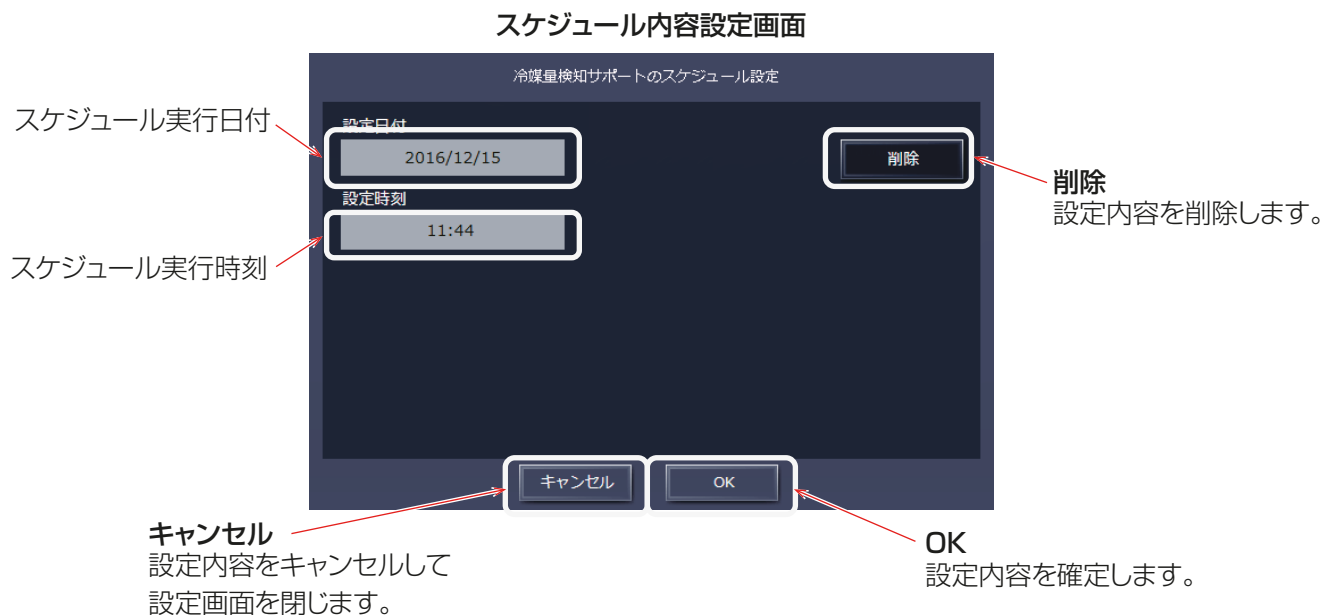 スケジュール内容設定画面
冷媒量検知サポートのスケジュール設定
スケジュール実行日付
設定日付
2016/12/15
削除
削除
設定内容を削除します。
設定時刻
11:44
スケジュール実行時刻
キャンセル
OK
キャンセル
設定内容をキャンセルして
設定画面を閉じます。
OK
設定内容を確定します。